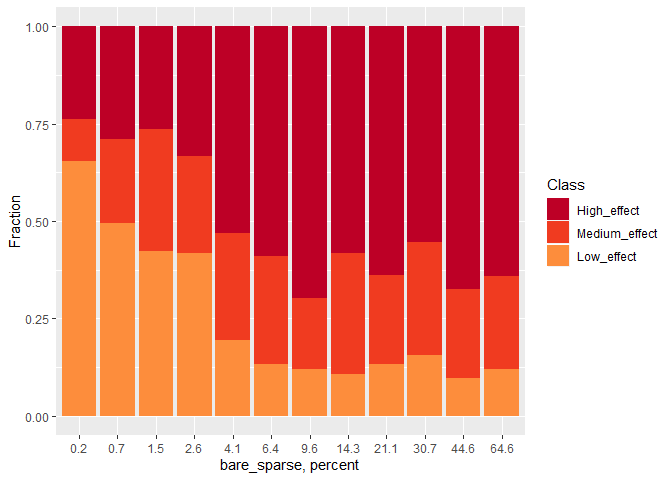 1.00
0.75
0.50
0.25
0.00
Fraction
0.2 0.7 1.5 2.6 4.1 6.4 9.6 14.3 21.1 30.7 44.6 64.6
bare_sparse, percent
Class
High_effect
Medium_effect
Low_effect